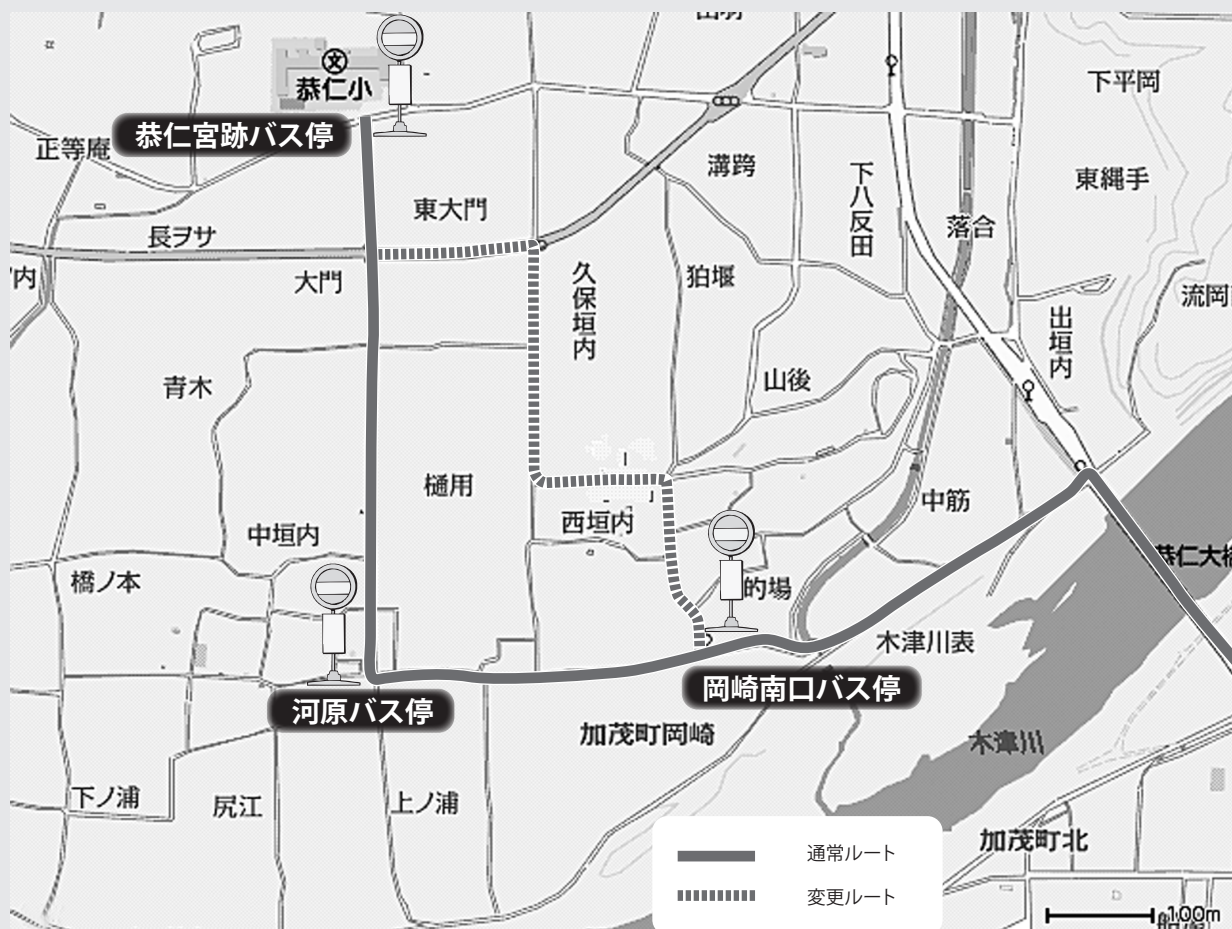 下平岡
文
恭仁小
恭仁宮跡バス停
正等庵
溝跨
下八反田
東縄手
東大門
落合
長ヲサ
大門
久保垣内
狛堰
流岡
出垣内
青木
山後
樋用
中筋
西垣内
中垣内
恭仁大橋
橋ノ本
的場
木津川表
岡崎南口バス停
河原バス停
加茂町岡崎
木津川
下ノ浦
尻江
上ノ浦
加茂町北
通常ルート
変更ルート
100m